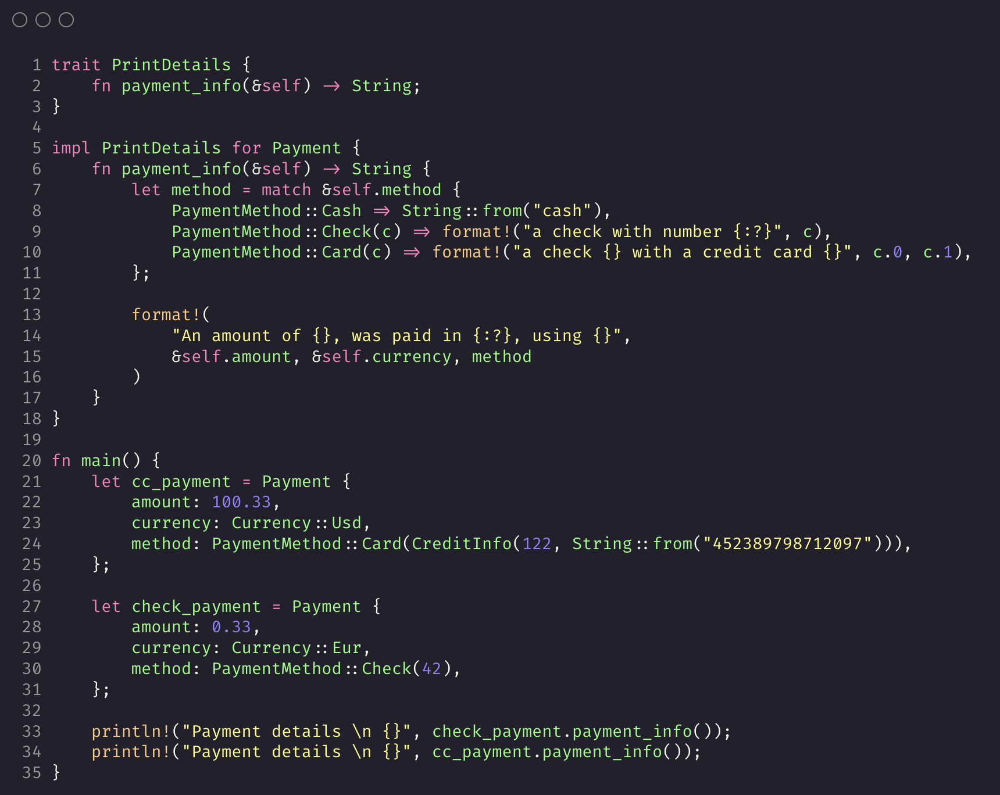 1 trait PrintDetails {
2     fn payment_info(&self) -> String;
3 }
4
5 impl PrintDetails for Payment {
6     fn payment_info(&self) -> String {
7         let method = match &self.method {
8             PaymentMethod::Cash => String::from("cash"),
9             PaymentMethod::Check(c) => format!("a check with number {:?}", c),
10             PaymentMethod::Card(c) => format!("a check {} with a credit card {}", c.0, c.1),
11         };
12
13         format!(
14             "An amount of {}, was paid in {:?}, using {}",
15             &self.amount, &self.currency, method
16         )
17     }
18 }
19
20 fn main() {
21     let cc_payment = Payment {
22         amount: 100.33,
23         currency: Currency::Usd,
24         method: PaymentMethod::Card(CreditInfo(122, String::from("452389798712097"))),
25     };
26
27     let check_payment = Payment {
28         amount: 0.33,
29         currency: Currency::Eur,
30         method: PaymentMethod::Check(42),
31     };
32
33     println!("Payment details \n {}", check_payment.payment_info());
34     println!("Payment details \n {}", cc_payment.payment_info());
35 }